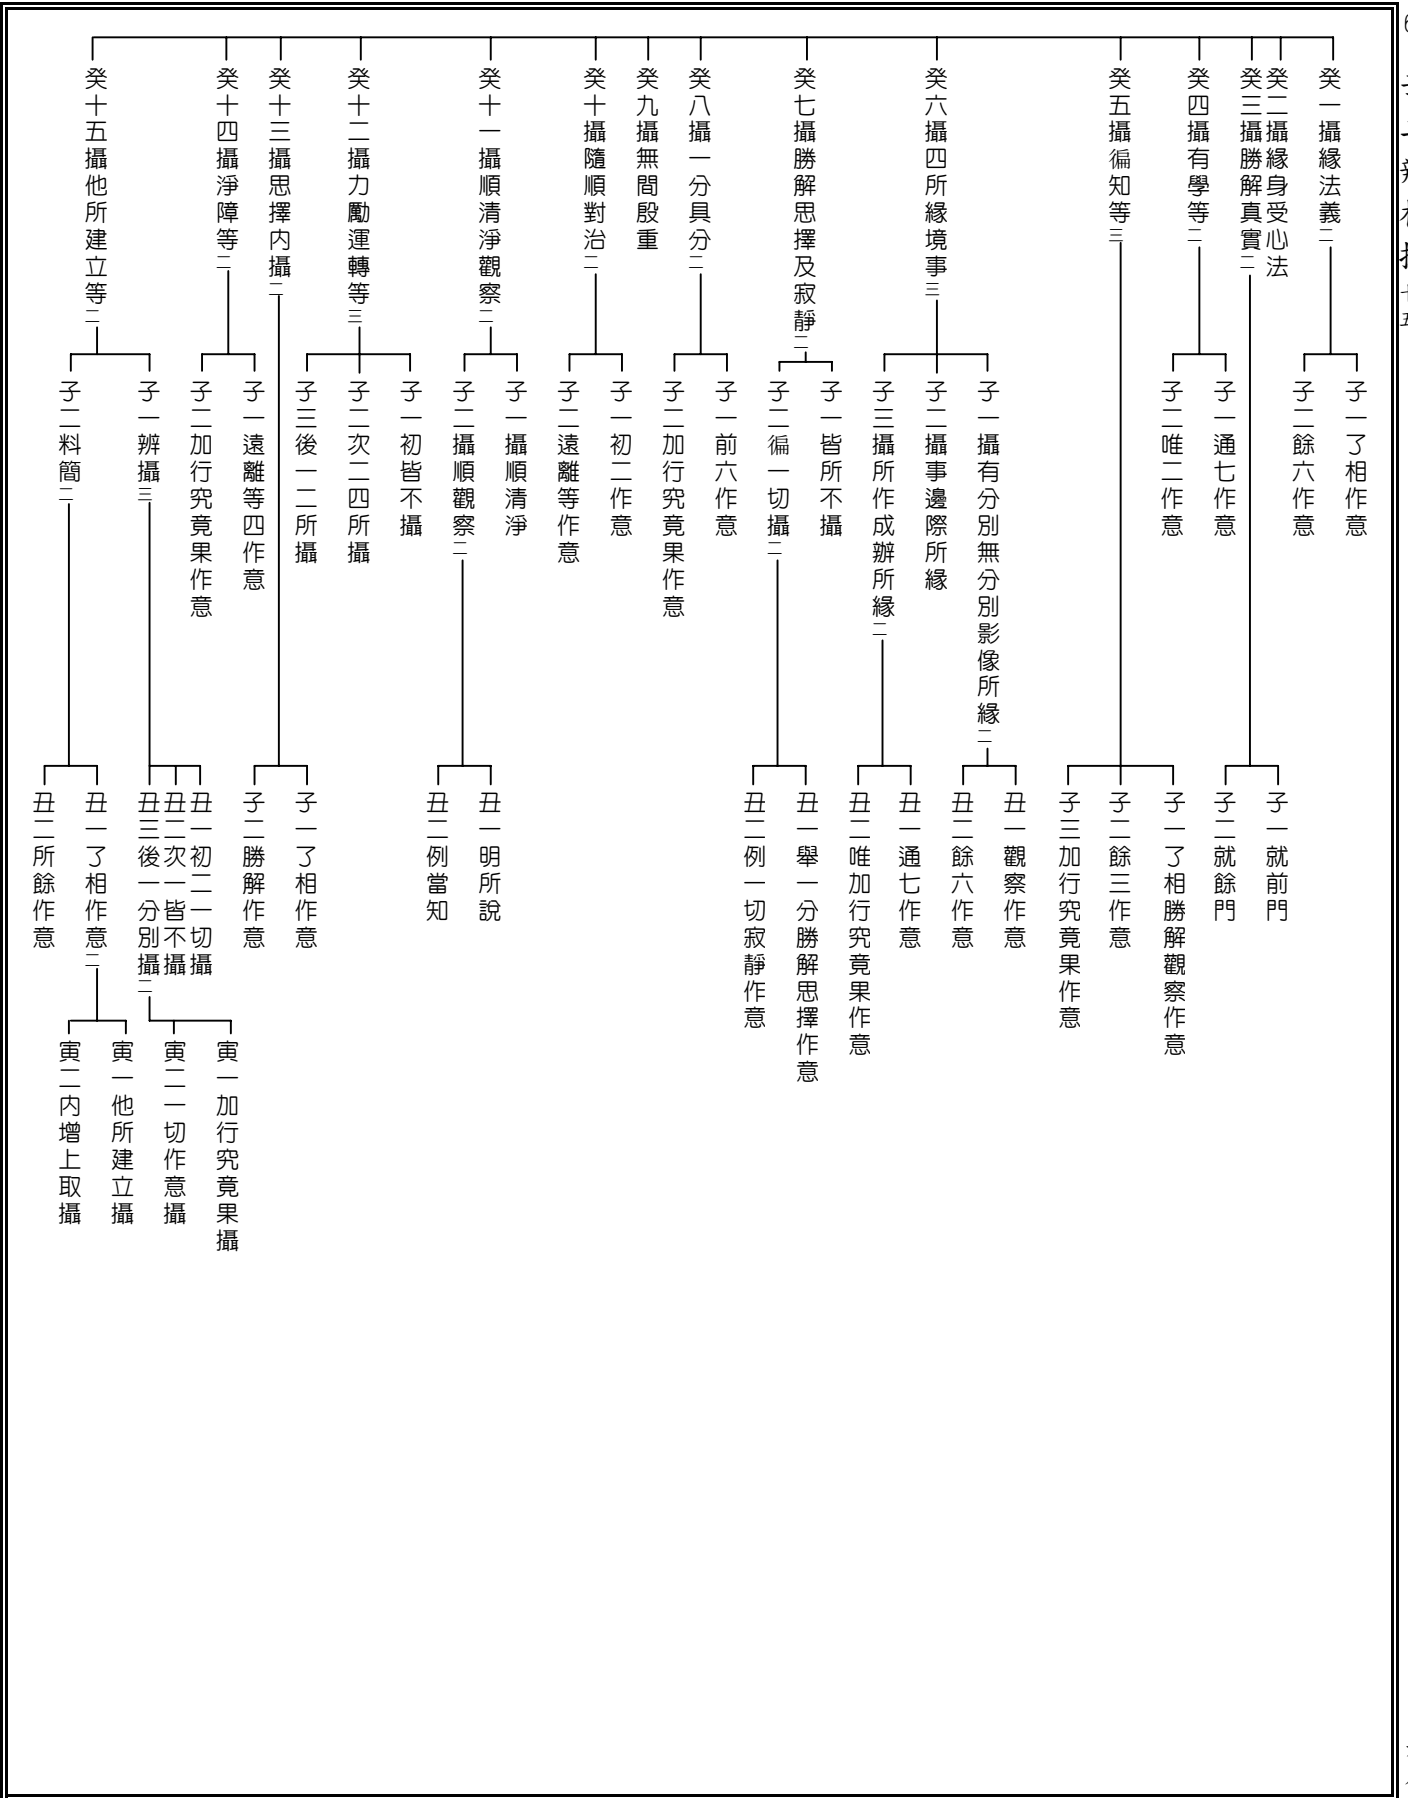 癸一攝緣法義二
子一了相作意
子二餘六作意
癸二攝緣身受心法
癸三攝勝解真實二
子一就前門
子二就餘門
癸四攝有學等二
子一通七作意
子二唯二作意
癸五攝徧知等三
子一了相勝解觀察作意
子二餘三作意
子三加行究竟果作意
癸六攝四所緣境事三
子一攝有分別無分別影像所緣二
丑一觀察作意
丑二餘六作意
子二攝事邊際所緣
子三攝所作成辦所緣二
丑一通七作意
丑二唯加行究竟果作意
癸七攝勝解思擇及寂靜二
子一皆所不攝
子二徧一切攝二
丑一舉一分勝解思擇作意
丑二例一切寂靜作意
癸八攝一分具分二
子一前六作意
子二加行究竟果作意
癸九攝無間殷重
癸十攝隨順對治二
子一初二作意
子二遠離等作意
癸十一攝順清淨觀察二
子一攝順清淨
子二攝順觀察二
丑一明所說
丑二例當知
癸十二攝力勵運轉等三
子一初皆不攝
子二次二四所攝
子三後一二所攝
癸十三攝思擇内攝二
子一了相作意
子二勝解作意
癸十四攝淨障等二
子一遠離等四作意
子二加行究竟果作意
癸十五攝他所建立等二
子一辨攝三
丑一初二一切攝
丑二次一皆不攝
丑三後一分別攝二
寅一加行究竟果攝
寅二一切作意攝
子二料簡二
丑一了相作意二
寅一他所建立攝
寅二内增上取攝
丑二所餘作意